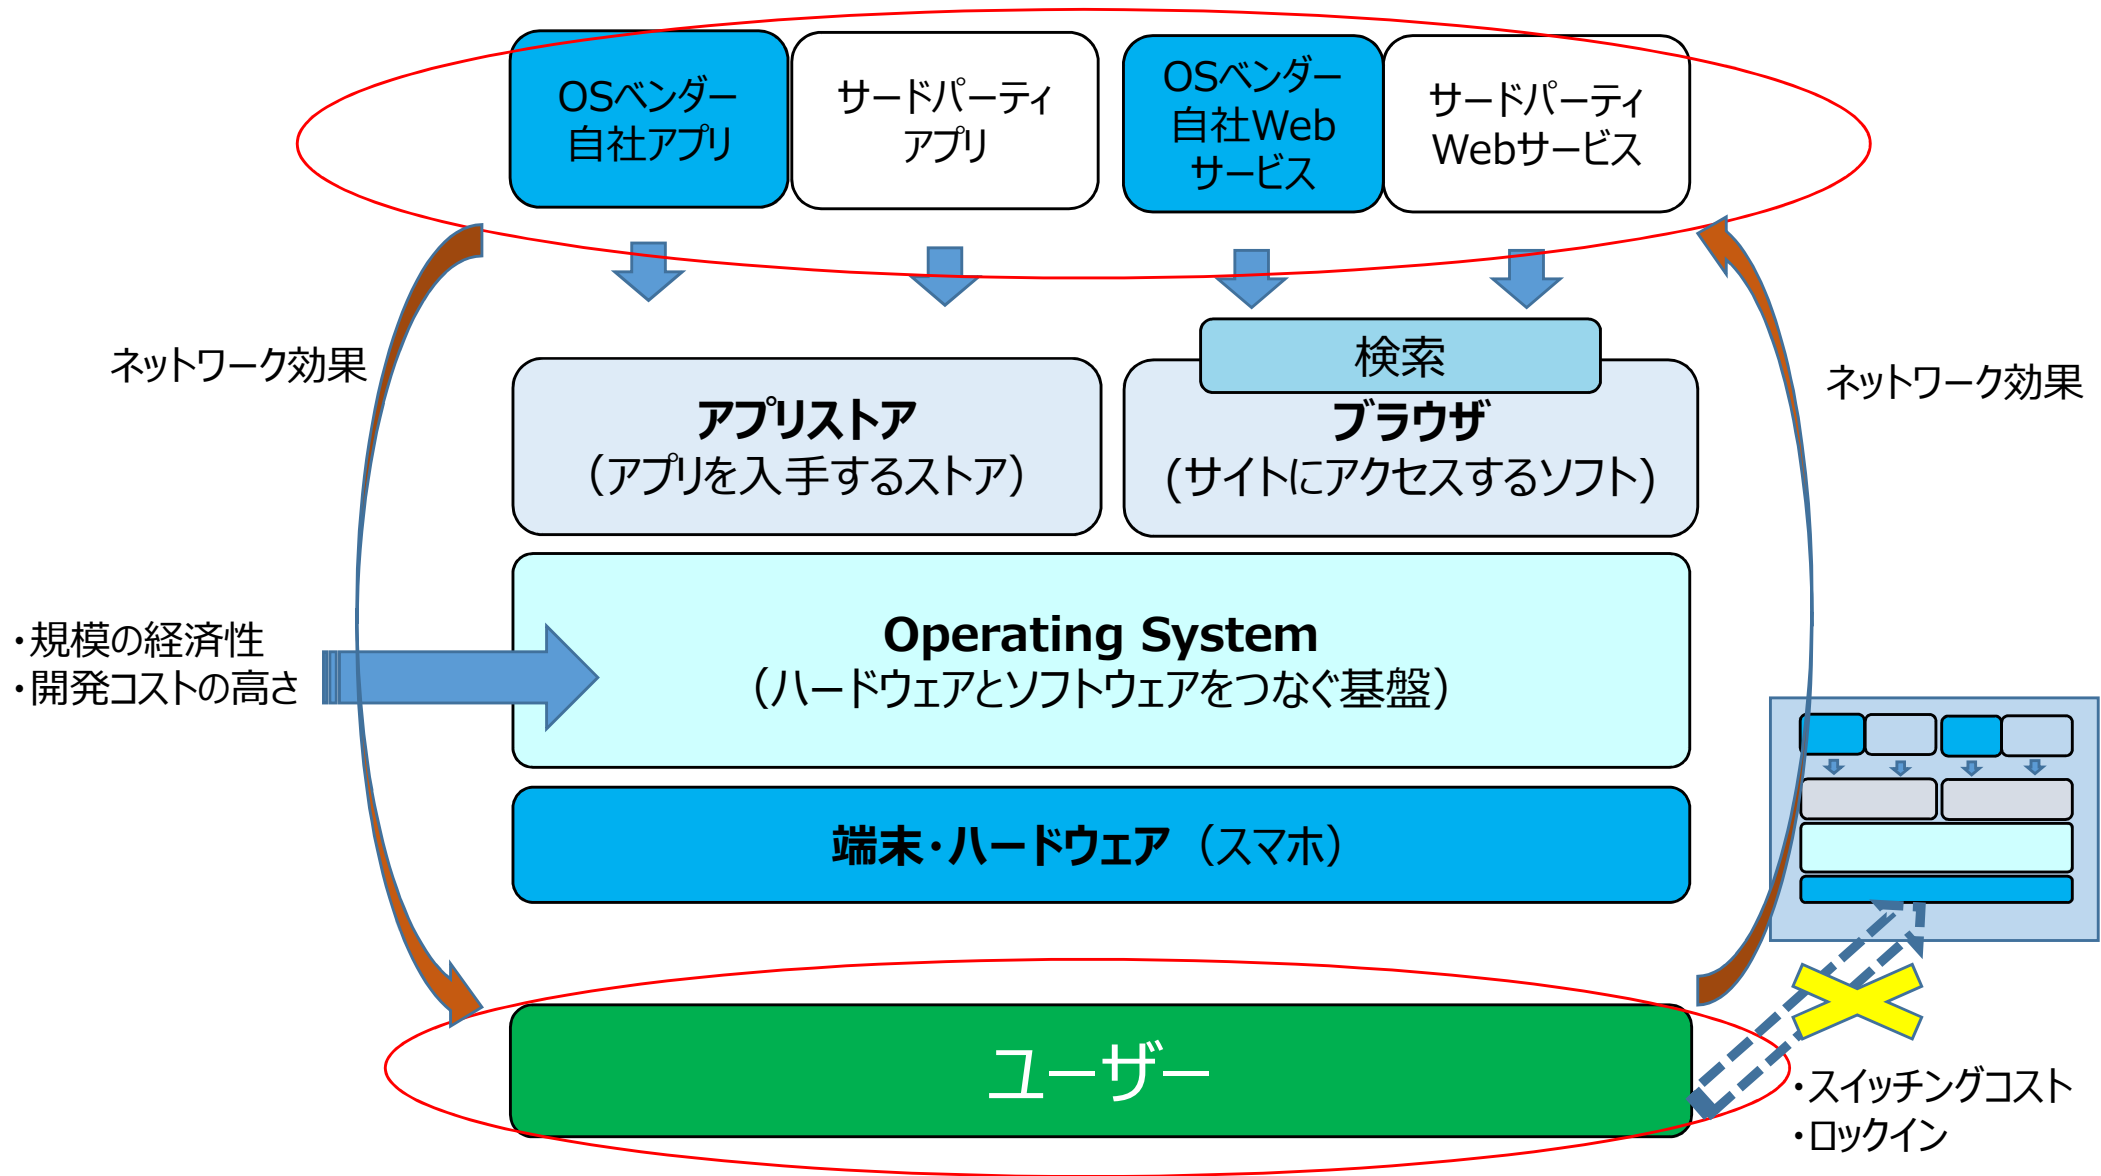 OSベンダー
自社アプリ
サードパーティ
アプリ
OSベンダー
自社Web
サービス
サードパーティ
Webサービス
ネットワーク効果
ネットワーク効果
検索
アプリストア
（アプリを入手するストア）
ブラウザ
(サイトにアクセスするソフト)
・規模の経済性
・開発コストの高さ
Operating System
（ハードウェアとソフトウェアをつなぐ基盤）
端末・ハードウェア（スマホ）
ユーザー
・スイッチングコスト
・ロックイン